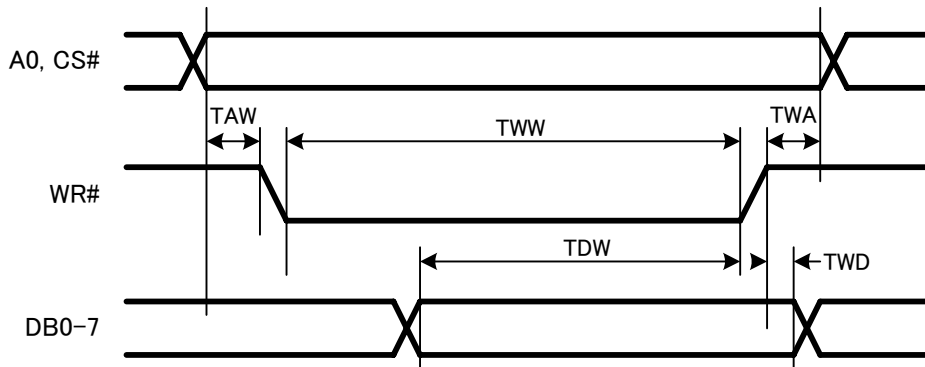 A0, CS#
TAW
TWW
TWA
WR#
TDW
TWD
DB0-7